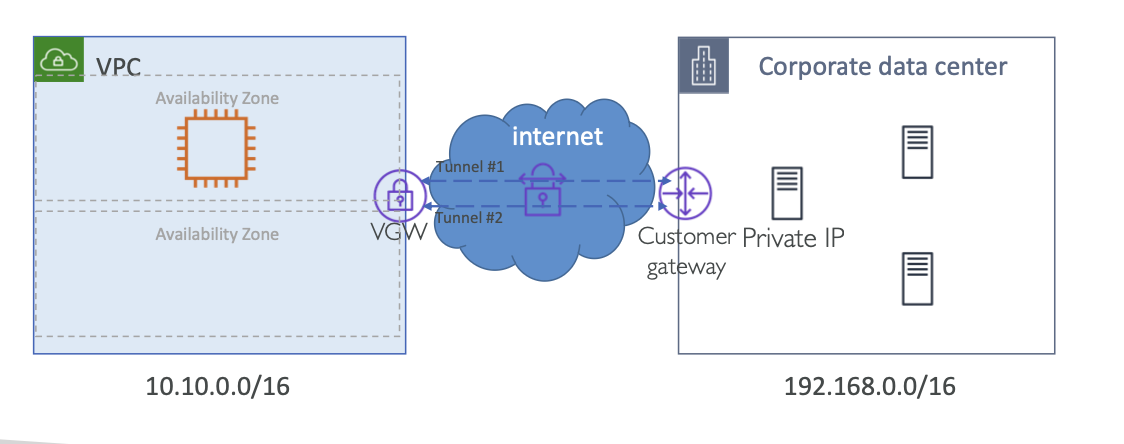 VPC
Corporate data center
Availability Zone
internet
Tunnel #1
Tunnel #2
VGW
Availability Zone
Customer
gateway
Private IP
10.10.0.0/16
192.168.0.0/16